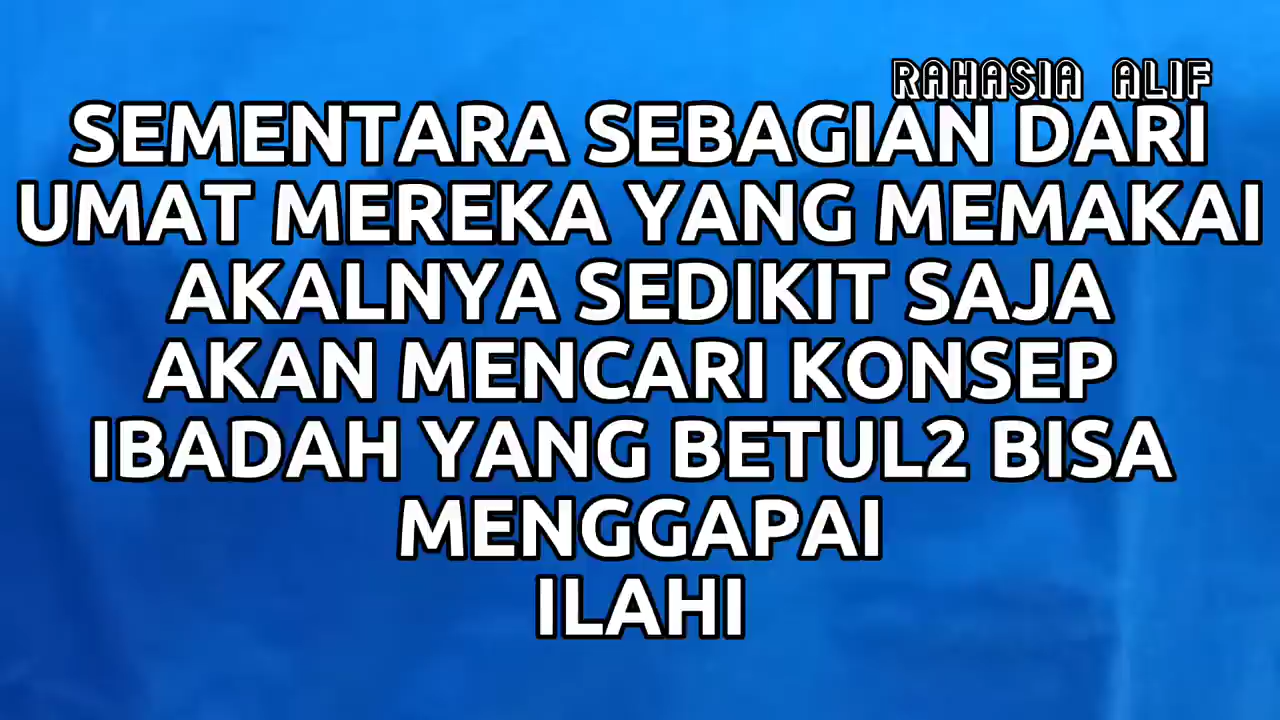 RAHASIA ALIF
SEMENTARA SEBAGIAN DARI
UMAT MEREKA YANG MEMAKAI
AKALNYA SEDIKIT SAJA
AKAN MENCARI KONSEP
IBADAH YANG BETUL2 BISA
MENGGAPAI
ILAHI